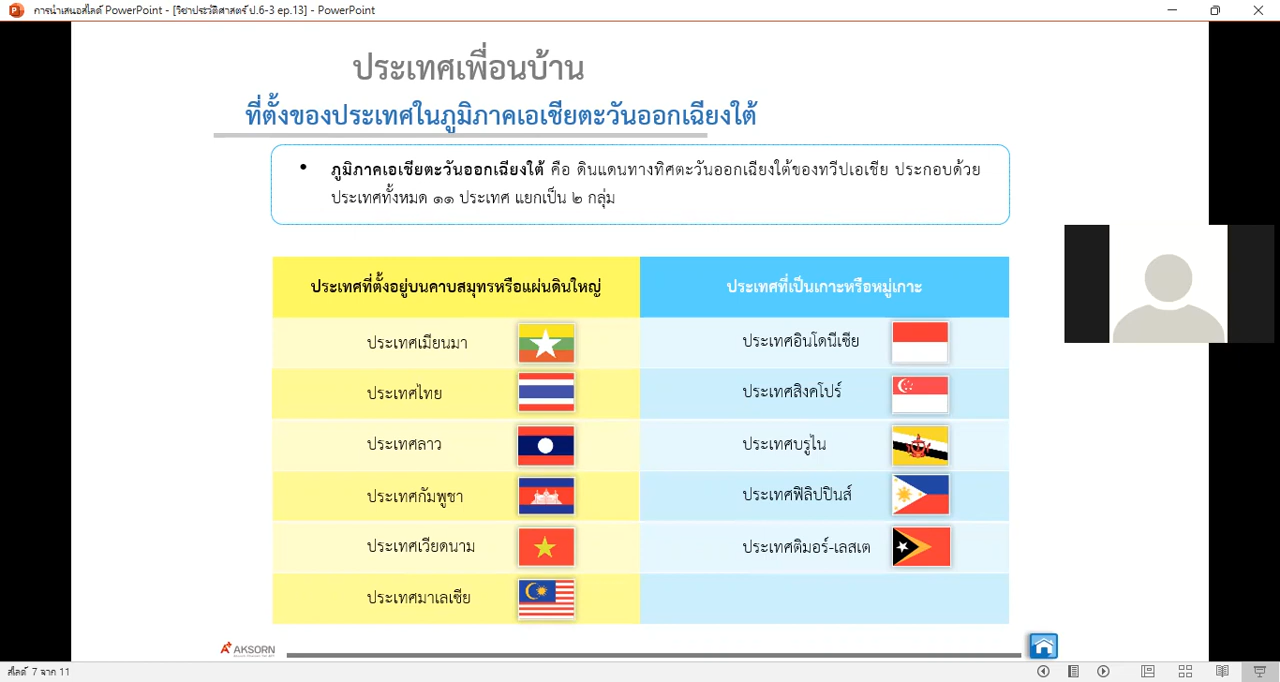 การนำเสนอสไลด์ PowerPoint - [วิชาประวัติศาสตร์ ป.6-3 ep.13] - PowerPoint
ประเทศเพื่อนบ้าน
ที่ตั้งของประเทศในภูมิภาคเอเชียตะวันออกเฉียงใต้
• ภูมิภาคเอเชียตะวันออกเฉียงใต้ คือ ดินแดนทางทิศตะวันออกเฉียงใต้ของทวีปเอเชีย ประกอบด้วย
ประเทศทั้งหมด ๑๑ ประเทศ แยกเป็น ๒ กลุ่ม
ประเทศที่ตั้งอยู่บนคาบสมุทรหรือแผ่นดินใหญ่
ประเทศที่เป็นเกาะหรือหมู่เกาะ
ประเทศเมียนมา
ประเทศอินโดนีเซีย
ประเทศไทย
ประเทศสิงคโปร์
ประเทศลาว
ประเทศบรูไน
ประเทศกัมพูชา
ประเทศฟิลิปปินส์
ประเทศเวียดนาม
ประเทศติมอร์-เลสเต
ประเทศมาเลเซีย
AKSORN
สไลด์ 7 จาก 11